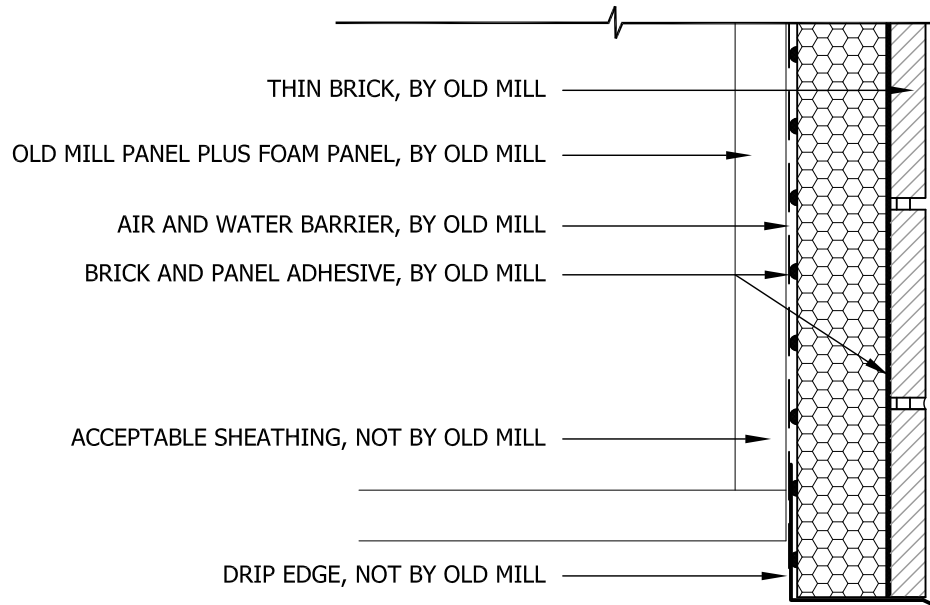 THIN BRICK, BY OLD MILL
OLD MILL PANEL PLUS FOAM PANEL, BY OLD MILL
AIR AND WATER BARRIER, BY OLD MILL
BRICK AND PANEL ADHESIVE, BY OLD MILL
ACCEPTABLE SHEATHING, NOT BY OLD MILL
DRIP EDGE, NOT BY OLD MILL